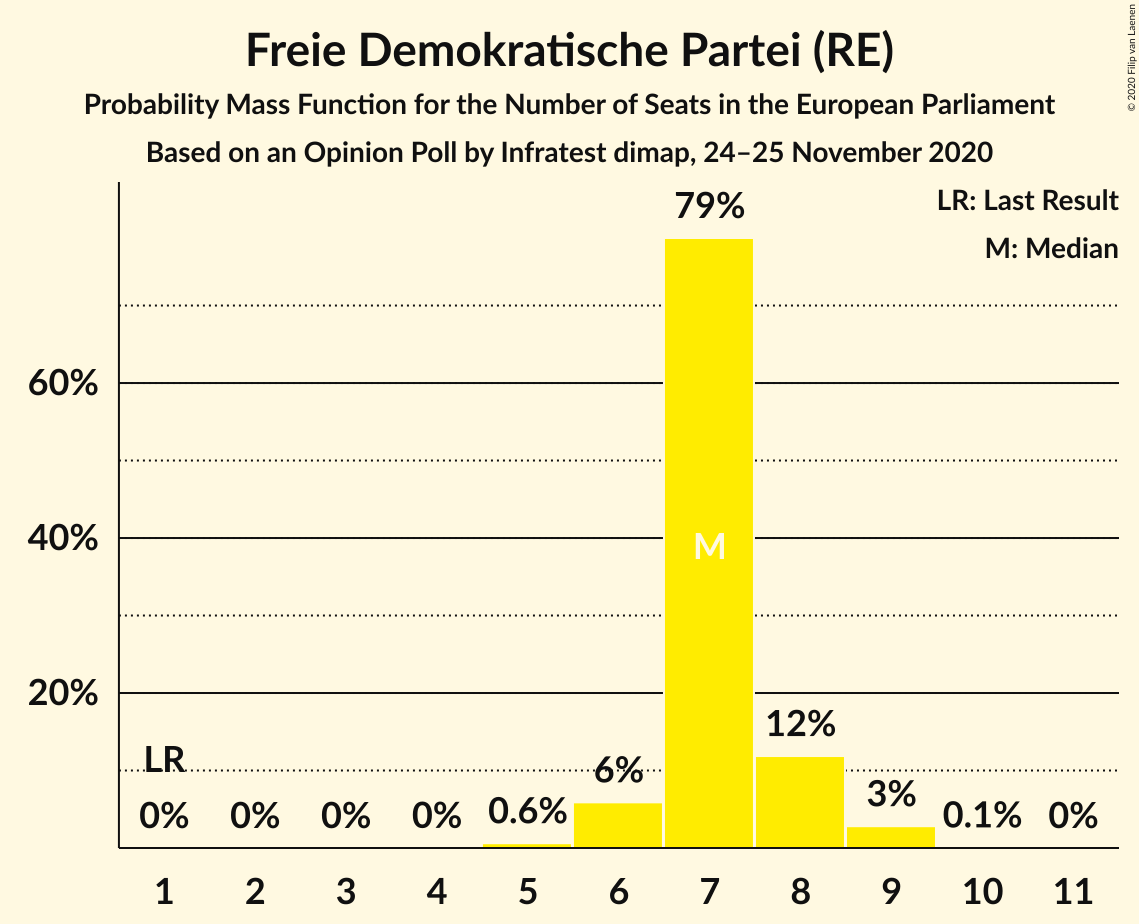 Freie Demokratische Partei (RE)
Probability Mass Function for the Number of Seats in the European Parliament
Based on an Opinion Poll by Infratest dimap, 24–25 November 2020
© 2020 Filip van Laenen
LR: Last Result
M: Median
79%
60%
40%
M
20%
12%
LR
6%
3%
0% 0% 0% 0% 0.6% 0.1% 0%
1 2 3 4 5 6 7 8 9 10 11